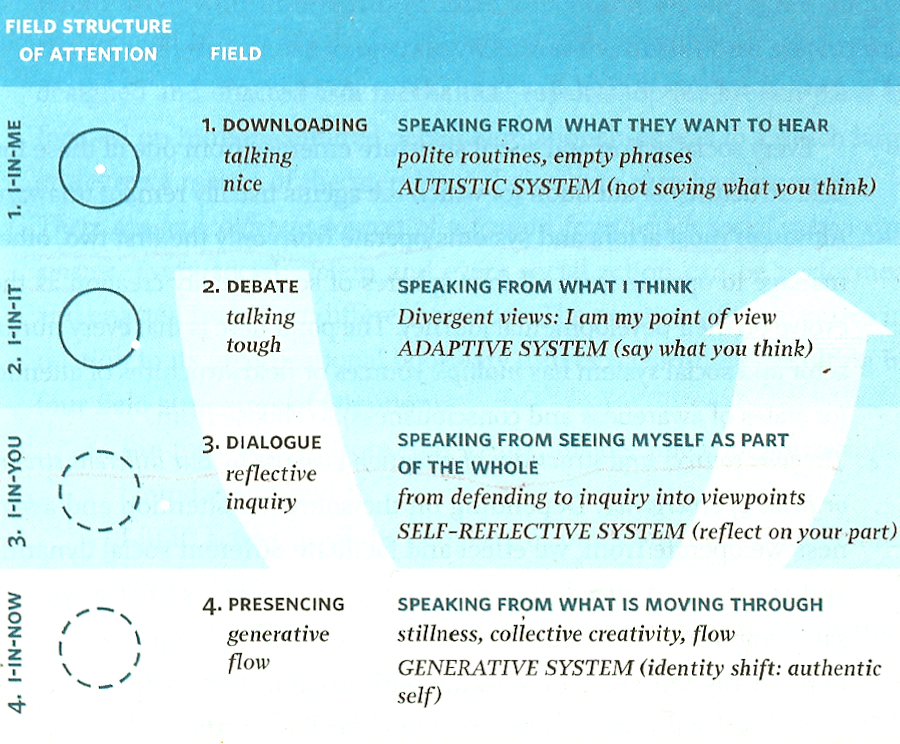 FIELD STRUCTURE
OF ATTENTION
FIELD
1. I-IN-ME
1. DOWNLOADING
talking
nice
SPEAKING FROM WHAT THEY WANT TO HEAR
polite routines, empty phrases
AUTISTIC SYSTEM (not saying what you think)
2. I-IN-IT
2. DEBATE
talking
tough
SPEAKING FROM WHAT I THINK
Divergent views: I am my point of view
ADAPTIVE SYSTEM (say what you think)
3. I-IN-YOU
3. DIALOGUE
reflective
inquiry
SPEAKING FROM SEEING MYSELF AS PART
OF THE WHOLE
from defending to inquiry into viewpoints
SELF-REFLECTIVE SYSTEM (reflect on your part)
4. I-IN-NOW
4. PRESENCING
generative
flow
SPEAKING FROM WHAT IS MOVING THROUGH
stillness, collective creativity, flow
GENERATIVE SYSTEM (identity shift: authentic
self)